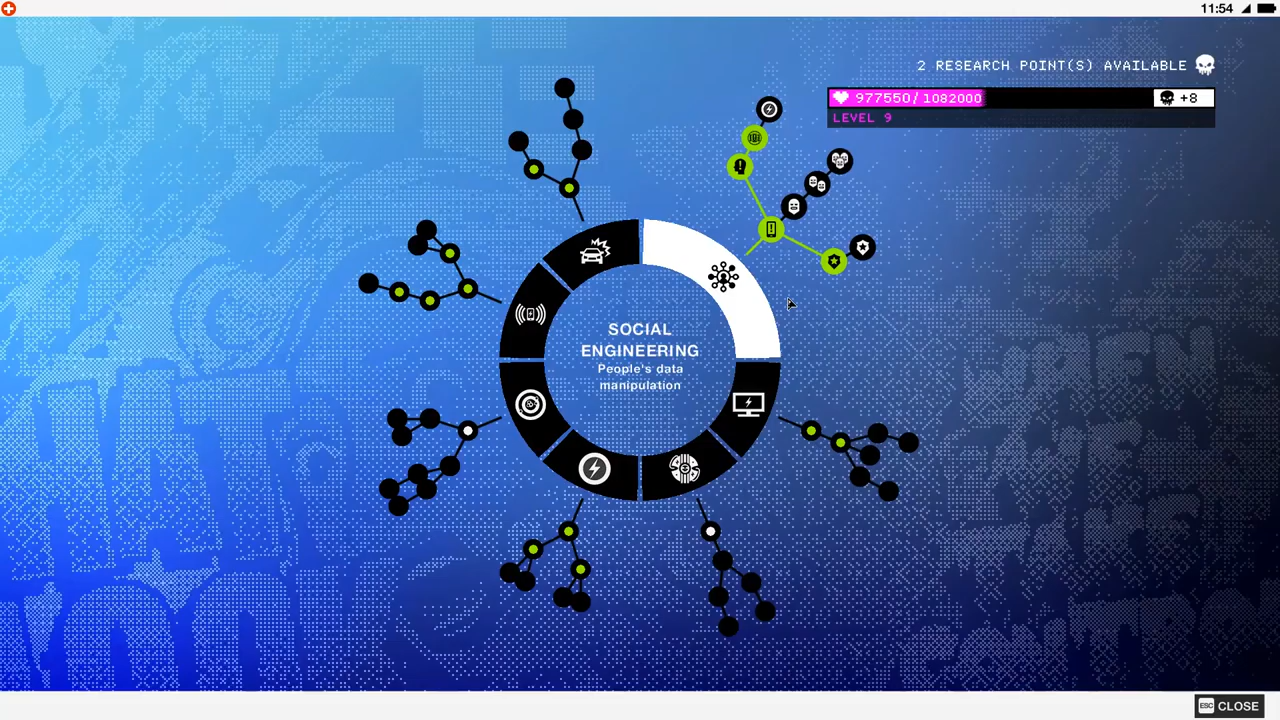 11:54
2 RESEARCH POINT(S) AVAILABLE
977550/1082000
+8
LEVEL 9
SOCIAL
ENGINEERING
People's data
manipulation
ESC CLOSE